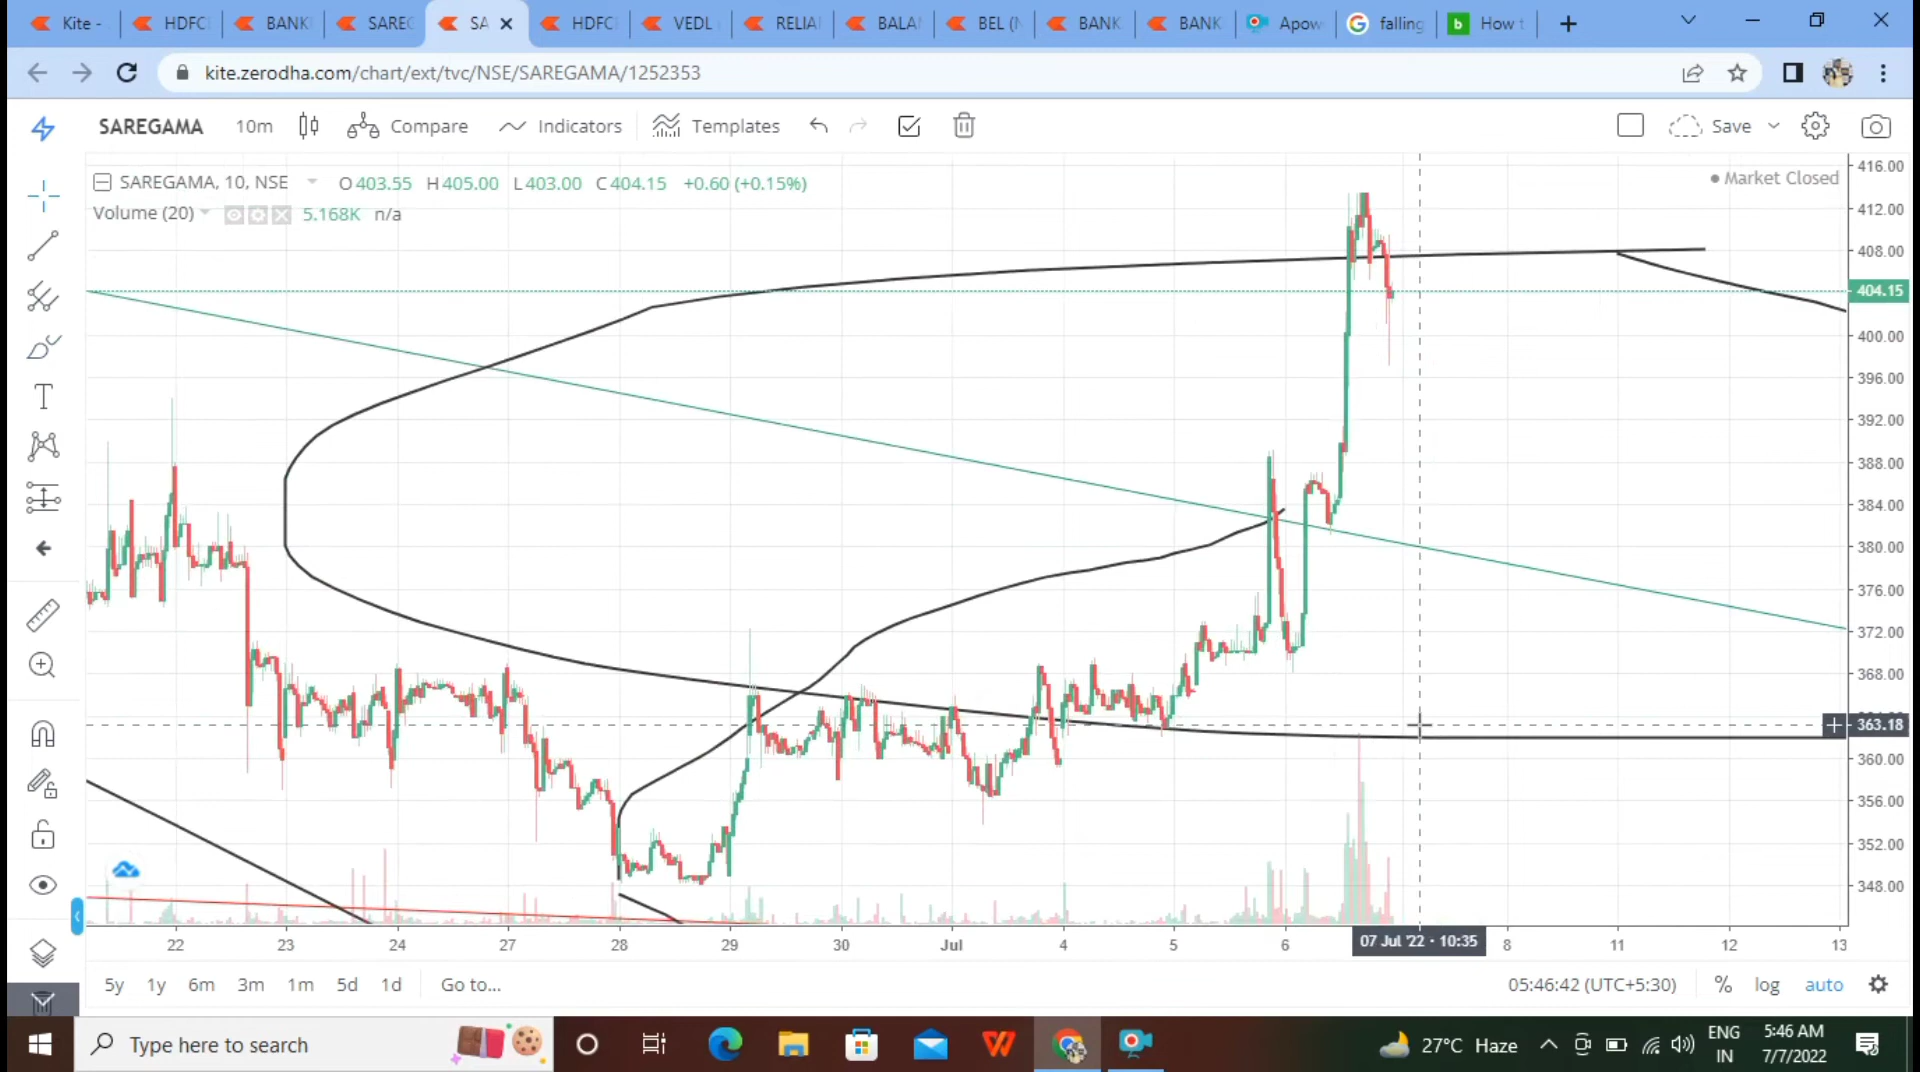 Kite - HDFC BANK SAREG SA HDFC VEDL RELIA BALA BEL (N BANK BANK Apow falling How t
kite.zerodha.com/chart/ext/tvc/NSE/SAREGAMA/1252353
SAREGAMA 10m Compare Indicators Templates Save
SAREGAMA, 10, NSE O403.55 H405.00 L403.00 C404.15 +0.60 (+0.15%)
Market Closed
Volume (20) 5.168K n/a
416.00
412.00
408.00
404.15
400.00
396.00
392.00
388.00
384.00
380.00
376.00
372.00
368.00
363.18
360.00
356.00
352.00
348.00
22 23 24 27 28 29 30 Jul 4 5 6 07 Jul '22 · 10:35 8 11 12 13
5y 1y 6m 3m 1m 5d 1d Go to... 05:46:42 (UTC+5:30) % log auto
Type here to search
27°C Haze
ENG
IN
5:46 AM
7/7/2022